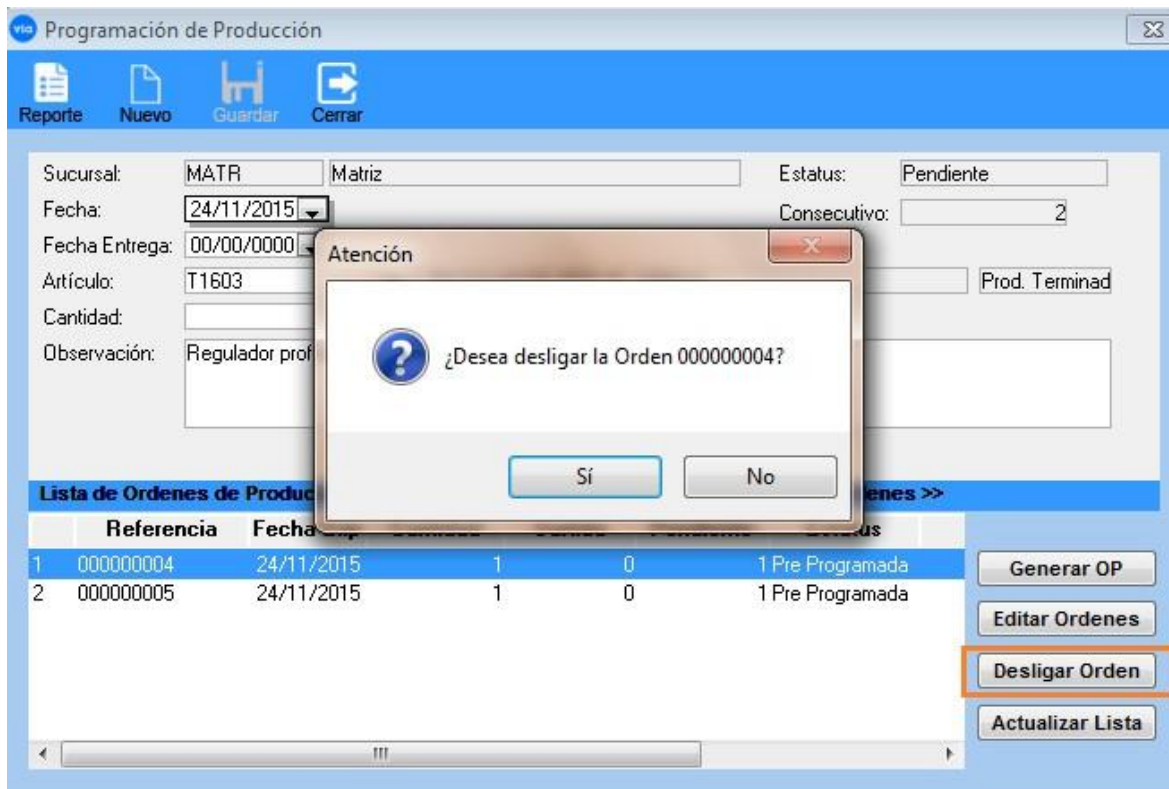 via Programación de Producción
Reporte Nuevo Guardar Cerrar
Sucursal: MATR Matriz Estatus: Pendiente
Fecha: 24/11/2015 Consecutivo: 2
Fecha Entrega: 00/00/0000
Atención
Artículo: T1603 Prod. Terminad
Cantidad:
Observación: Regulador prof
¿Desea desligar la Orden 000000004?
Sí No
Lista de Ordenes de Produc enes >>
Referencia Fecha
1 000000004 24/11/2015 1 0 1 Pre Programada
2 000000005 24/11/2015 1 0 1 Pre Programada
Generar OP
Editar Ordenes
Desligar Orden
Actualizar Lista